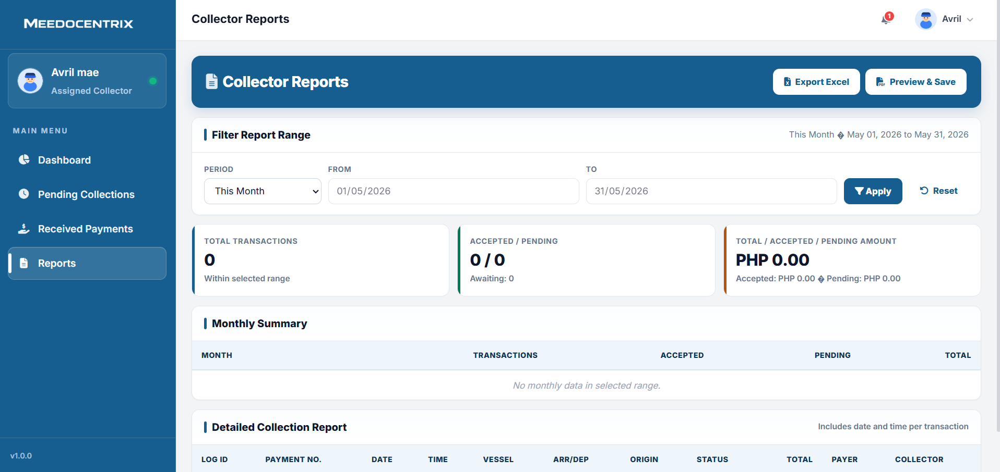 MEEDOCENTRIX
Avril mae
Assigned Collector
MAIN MENU
Dashboard
Pending Collections
Received Payments
Reports
v1.0.0
Collector Reports
1
Avril
Collector Reports
Export Excel
PDF Preview & Save
Filter Report Range
This Month � May 01, 2026 to May 31, 2026
PERIOD FROM TO
This Month 01/05/2026 31/05/2026 Apply Reset
TOTAL TRANSACTIONS
0
Within selected range
ACCEPTED / PENDING
0 / 0
Awaiting: 0
TOTAL / ACCEPTED / PENDING AMOUNT
PHP 0.00
Accepted: PHP 0.00 � Pending: PHP 0.00
Monthly Summary
MONTH TRANSACTIONS ACCEPTED PENDING TOTAL
No monthly data in selected range.
Detailed Collection Report
Includes date and time per transaction
LOG ID PAYMENT NO. DATE TIME VESSEL ARR/DEP ORIGIN STATUS TOTAL PAYER COLLECTOR